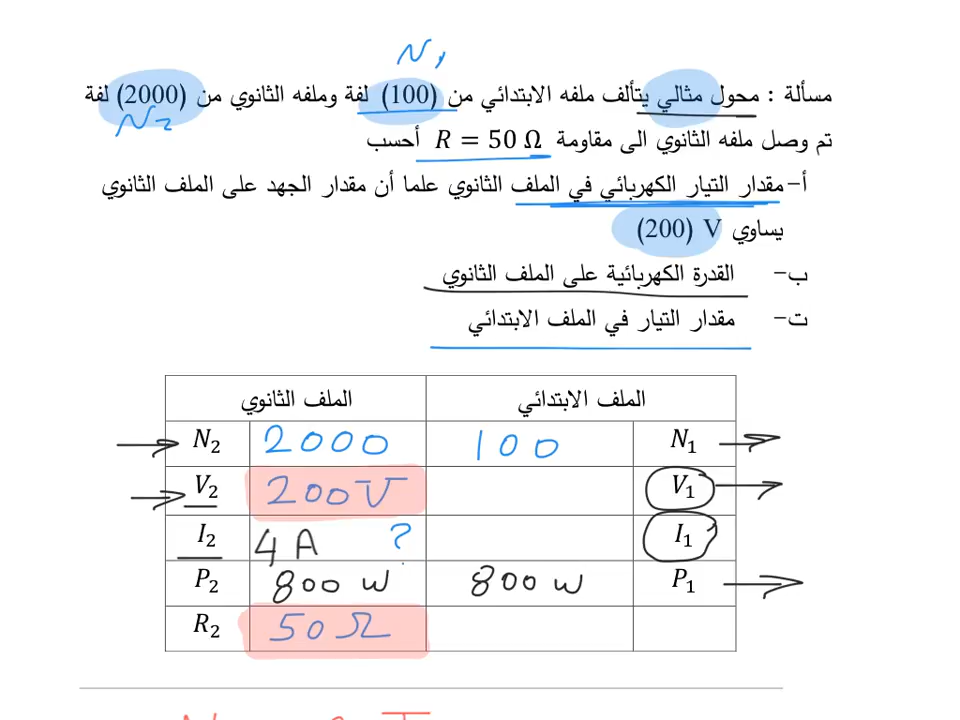 N₁
مسألة : محول مثالي يتألف ملفه الابتدائي من (100) لفة وملفه الثانوي من (2000) لفة
N₂
تم وصل ملفه الثانوي الى مقاومة R = 50 Ω أحسب
أ- مقدار التيار الكهربائي في الملف الثانوي علما أن مقدار الجهد على الملف الثانوي
يساوي (200) V
ب- القدرة الكهربائية على الملف الثانوي
ت- مقدار التيار في الملف الابتدائي
الملف الابتدائي الملف الثانوي
N₁ 100 2000 N₂
V₁ 200V V₂
I₁ ? 4 A I₂
P₁ 800 w 800 w P₂
50 Ω R₂